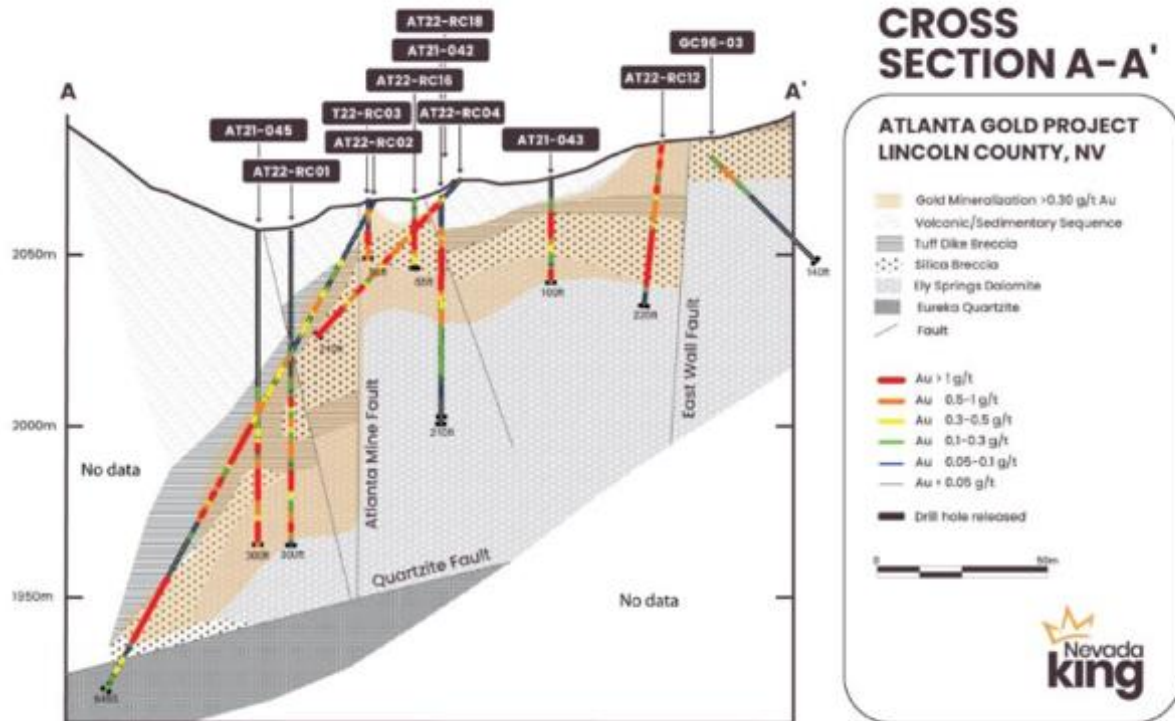 CROSS
SECTION A-A'
ATLANTA GOLD PROJECT
LINCOLN COUNTY, NV
Gold Mineralization >0.30 g/t Au
Volcanic/Sedimentary Sequence
Tuff Dike Breccia
Silica Breccia
Ely Springs Dolomite
Eureka Quartzite
Fault
Au > 1 g/t
Au 0.5-1 g/t
Au 0.3-0.5 g/t
Au 0.1-0.3 g/t
Au 0.05-0.1 g/t
Au < 0.05 g/t
Drill hole released
0
50m
Nevada
king
A
A'
AT22-RC18
AT21-042
GC96-03
AT22-RC16
AT22-RC12
T22-RC03
AT22-RC04
AT21-045
AT22-RC02
AT21-043
AT22-RC01
2050m
2000m
1950m
140ft
100ft
220ft
210ft
300ft
300ft
No data
No data
Atlanta Mine Fault
East Wall Fault
Quartzite Fault